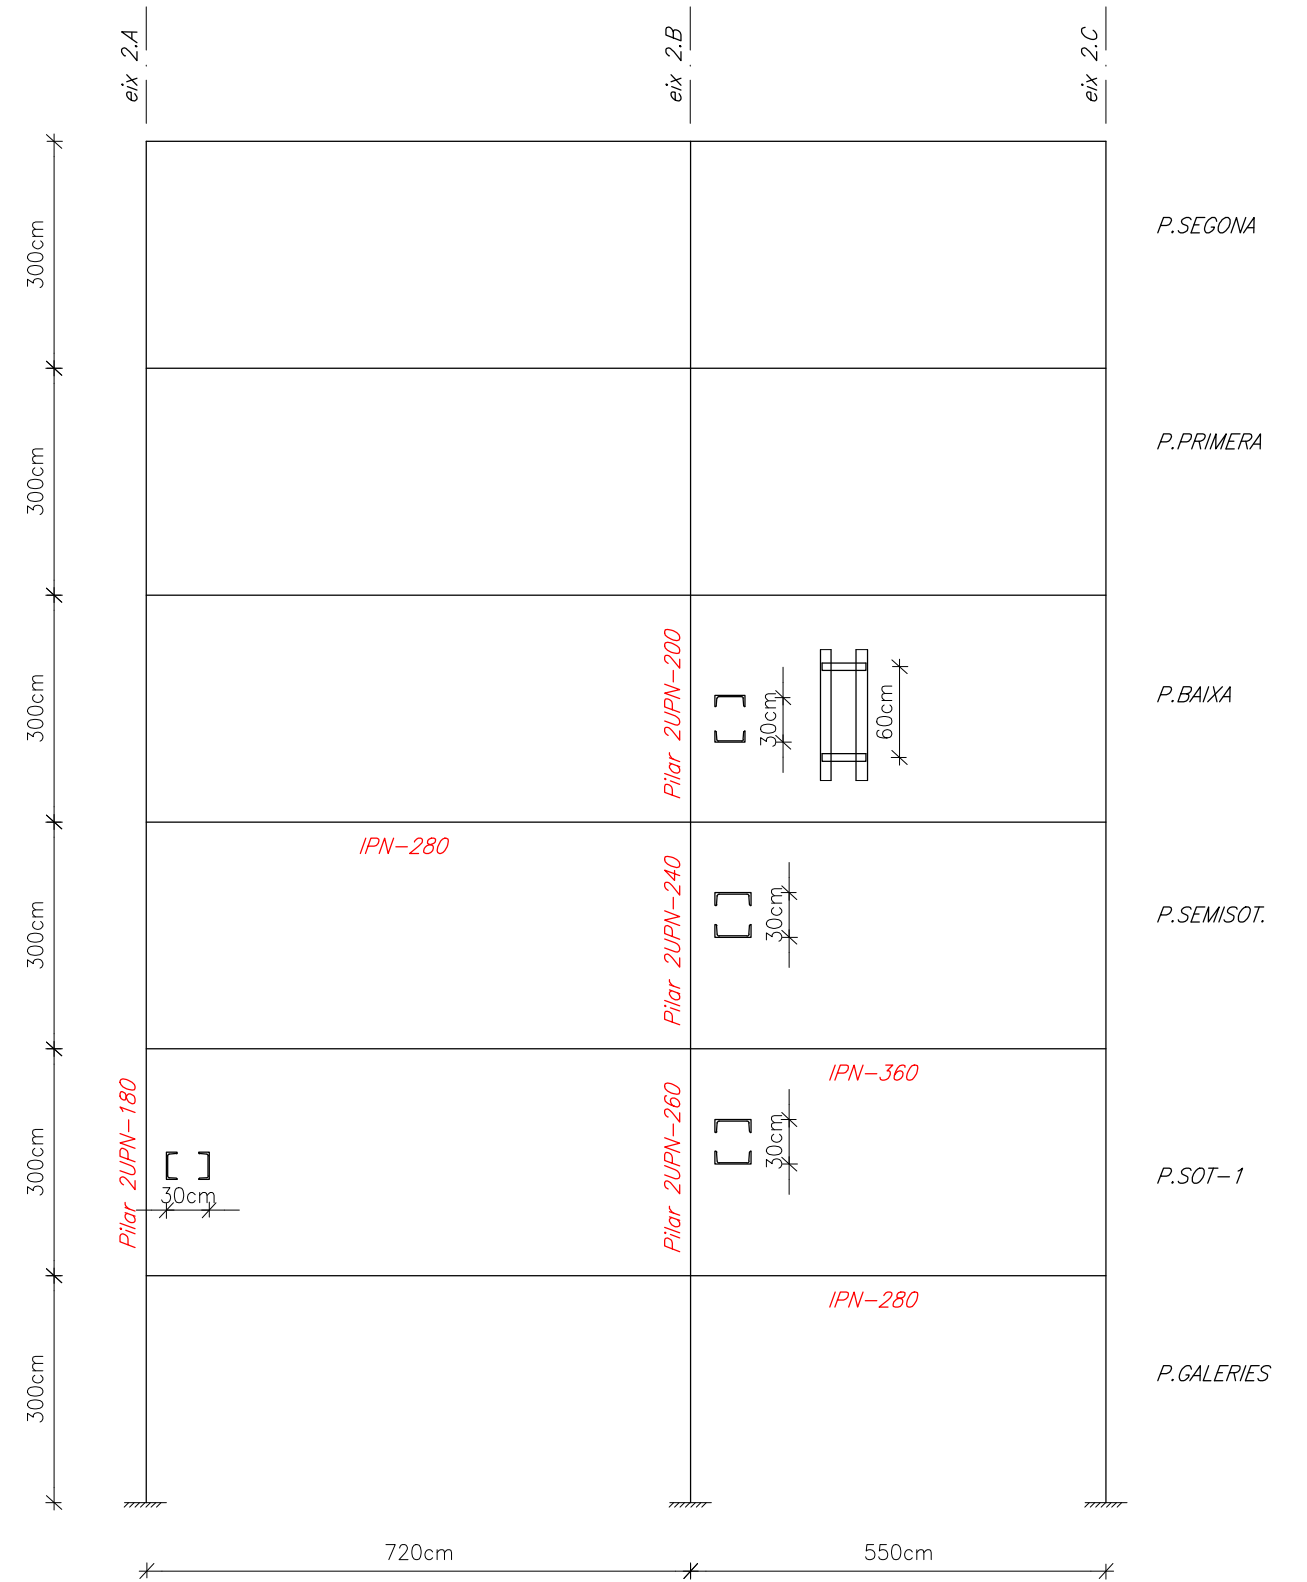 eix 2.A
eix 2.B
eix 2.C
300cm
P.SEGONA
300cm
P.PRIMERA
300cm
Pilar 2UPN-200
30cm
60cm
P.BAIXA
IPN-280
300cm
Pilar 2UPN-240
30cm
P.SEMISOT.
IPN-360
300cm
Pilar 2UPN-180
30cm
Pilar 2UPN-260
30cm
P.SOT-1
IPN-280
300cm
P.GALERIES
720cm
550cm